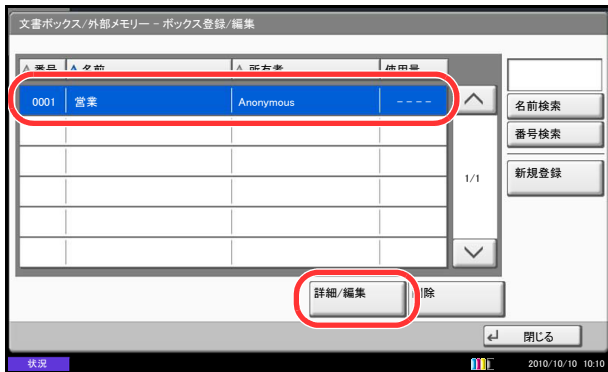 文書ボックス/外部メモリー - ボックス登録/編集
番号 名前 所有者 使用量
0001 営業 Anonymous ----
名前検索
番号検索
1/1
新規登録
詳細/編集 削除
閉じる
状況 2010/10/10 10:10